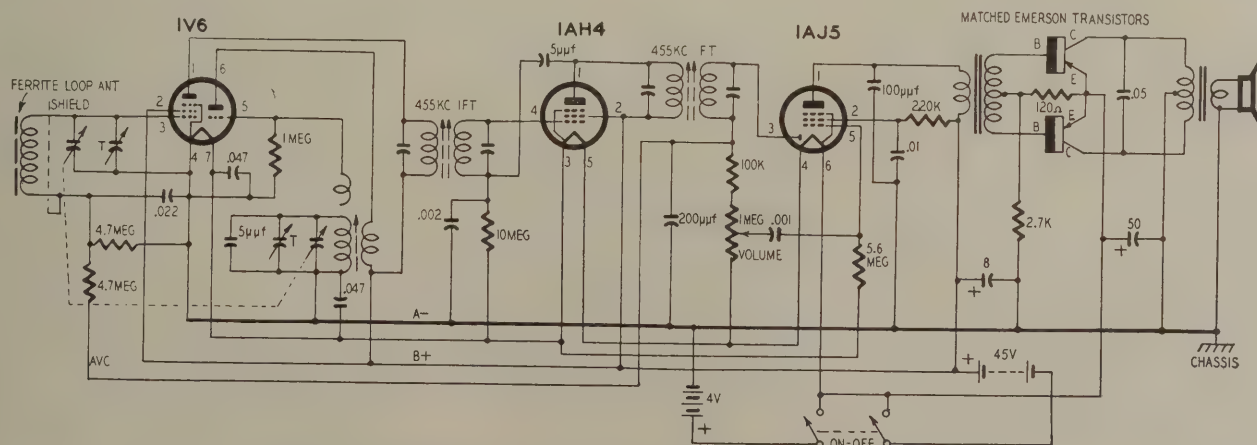 IV6
IAH4
IAJ5
MATCHED EMERSON TRANSISTORS
FERRITE LOOP ANT
SHIELD
1 6
2
3
5
4 7
T
.047
1MEG
.022
4.7MEG
4.7MEG
5µµf
T
.047
455KC IFT
.002
10MEG
5µµf
1
4
2
3 5
455KC FT
100K
200µµf
1MEG
VOLUME
.001
1
3
2
5
4 6
100µµf
220K
.01
5.6
MEG
B
C
E
120Ω
E
B
C
.05
2.7K
8
+
50
+
A-
B+
AVC
4V
+
+
45V
ON-OFF
CHASSIS